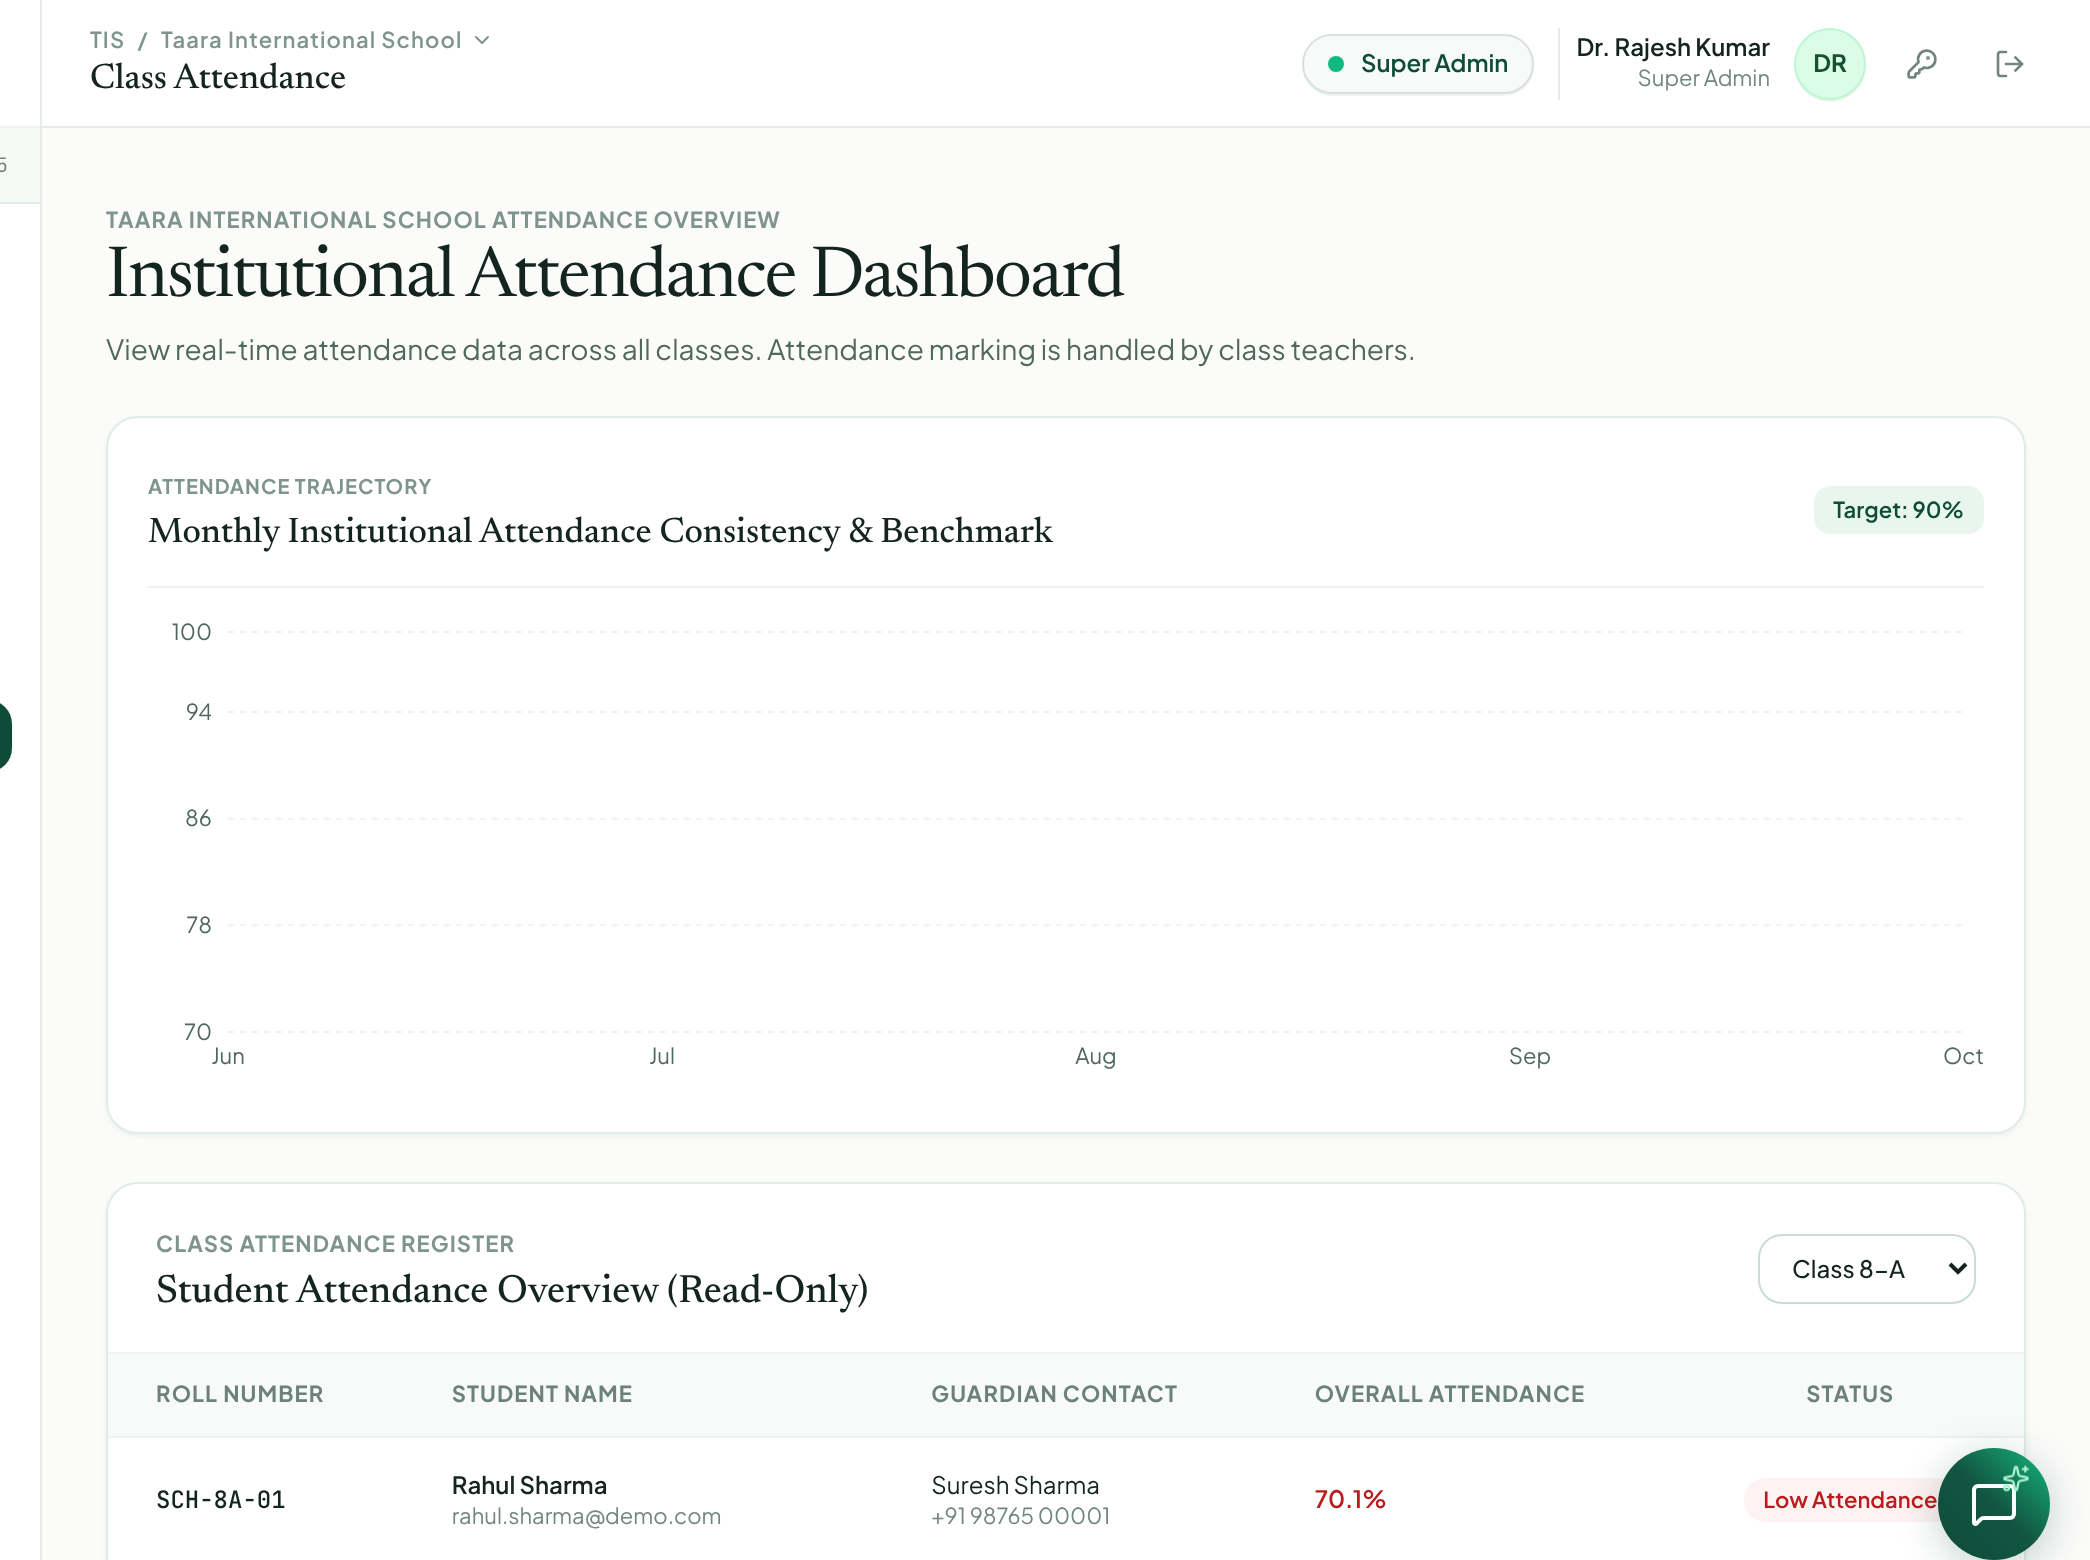 TIS / Taara International School
Class Attendance
Super Admin
Dr. Rajesh Kumar
Super Admin
DR
5
TAARA INTERNATIONAL SCHOOL ATTENDANCE OVERVIEW
Institutional Attendance Dashboard
View real-time attendance data across all classes. Attendance marking is handled by class teachers.
ATTENDANCE TRAJECTORY
Monthly Institutional Attendance Consistency & Benchmark
Target: 90%
100
94
86
78
70
Jun Jul Aug Sep Oct
CLASS ATTENDANCE REGISTER
Student Attendance Overview (Read-Only)
Class 8-A
ROLL NUMBER STUDENT NAME GUARDIAN CONTACT OVERALL ATTENDANCE STATUS
SCH-8A-01 Rahul Sharma Suresh Sharma 70.1% Low Attendance
rahul.sharma@demo.com +91 98765 00001